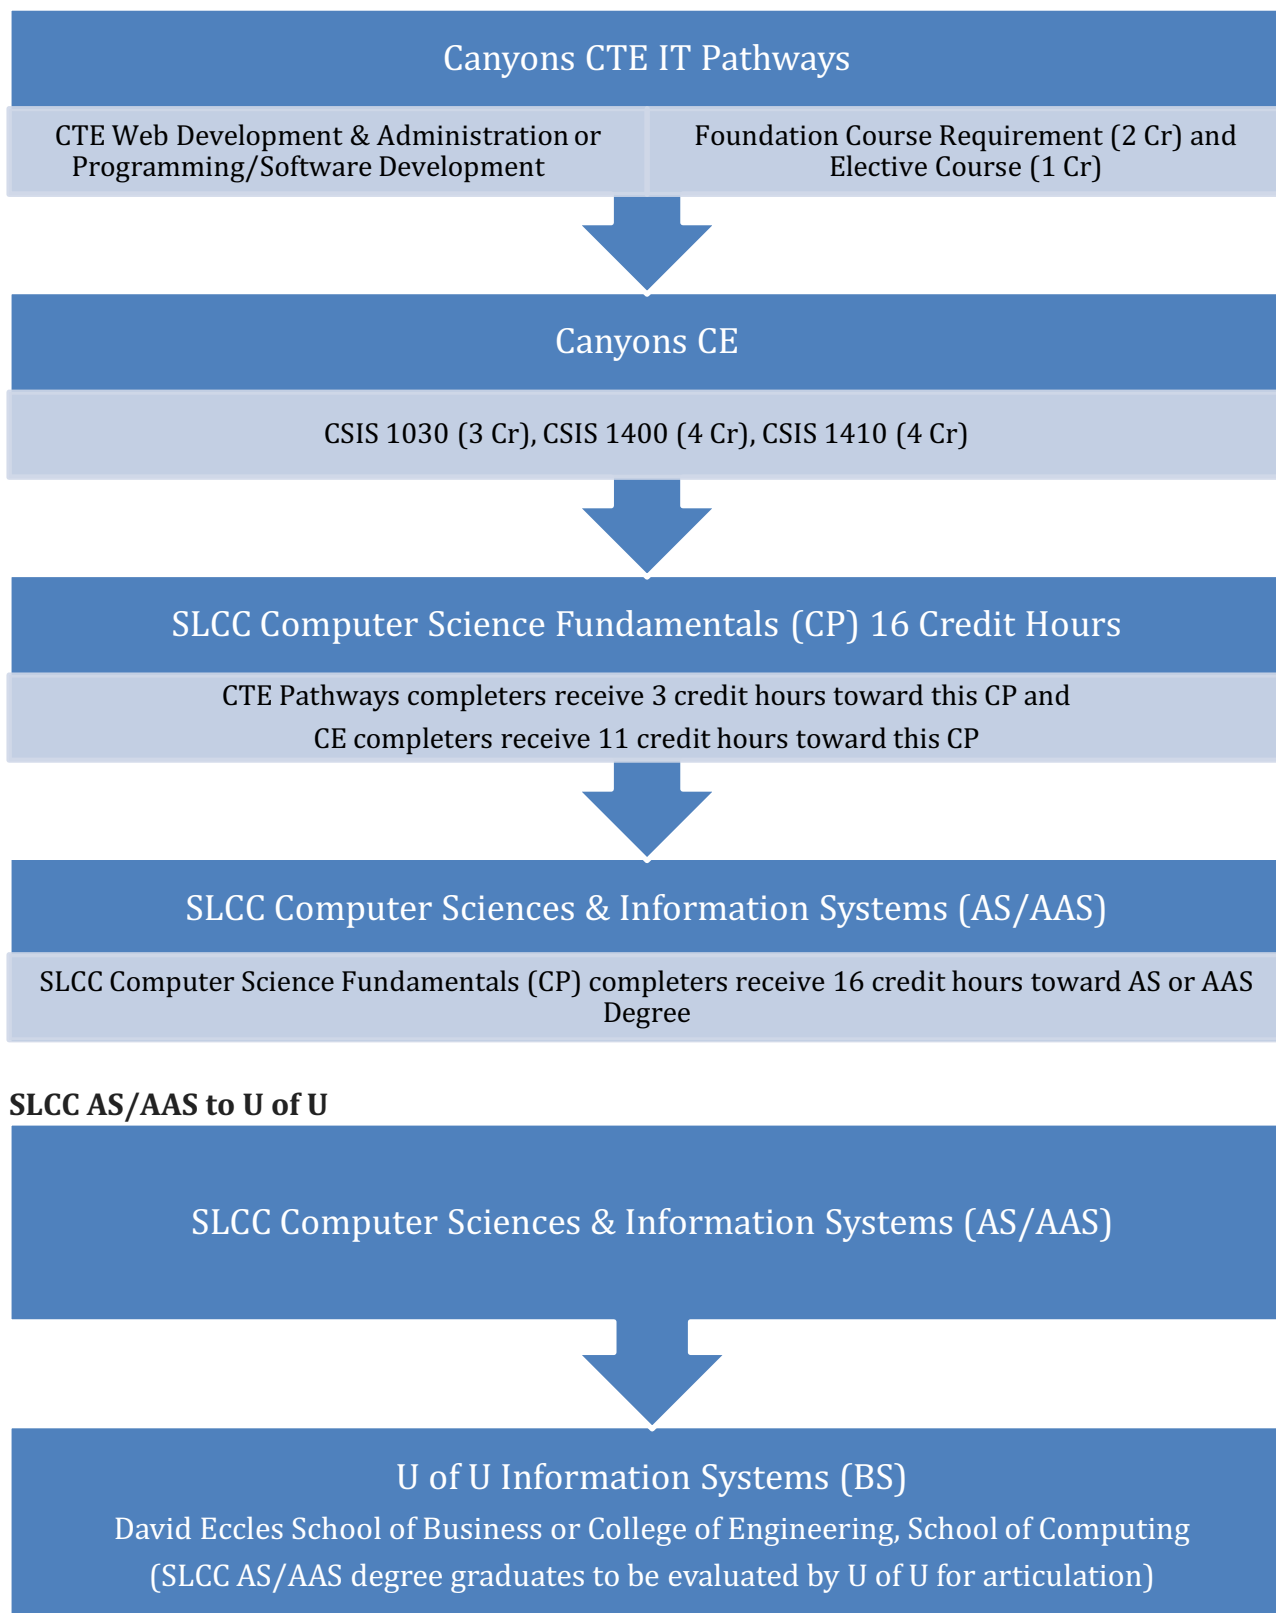 Canyons CTE IT Pathways
CTE Web Development & Administration or
Programming/Software Development
Foundation Course Requirement (2 Cr) and
Elective Course (1 Cr)
Canyons CE
CSIS 1030 (3 Cr), CSIS 1400 (4 Cr), CSIS 1410 (4 Cr)
SLCC Computer Science Fundamentals (CP) 16 Credit Hours
CTE Pathways completers receive 3 credit hours toward this CP and
CE completers receive 11 credit hours toward this CP
SLCC Computer Sciences & Information Systems (AS/AAS)
SLCC Computer Science Fundamentals (CP) completers receive 16 credit hours toward AS or AAS
Degree
SLCC AS/AAS to U of U
SLCC Computer Sciences & Information Systems (AS/AAS)
U of U Information Systems (BS)
David Eccles School of Business or College of Engineering, School of Computing
(SLCC AS/AAS degree graduates to be evaluated by U of U for articulation)